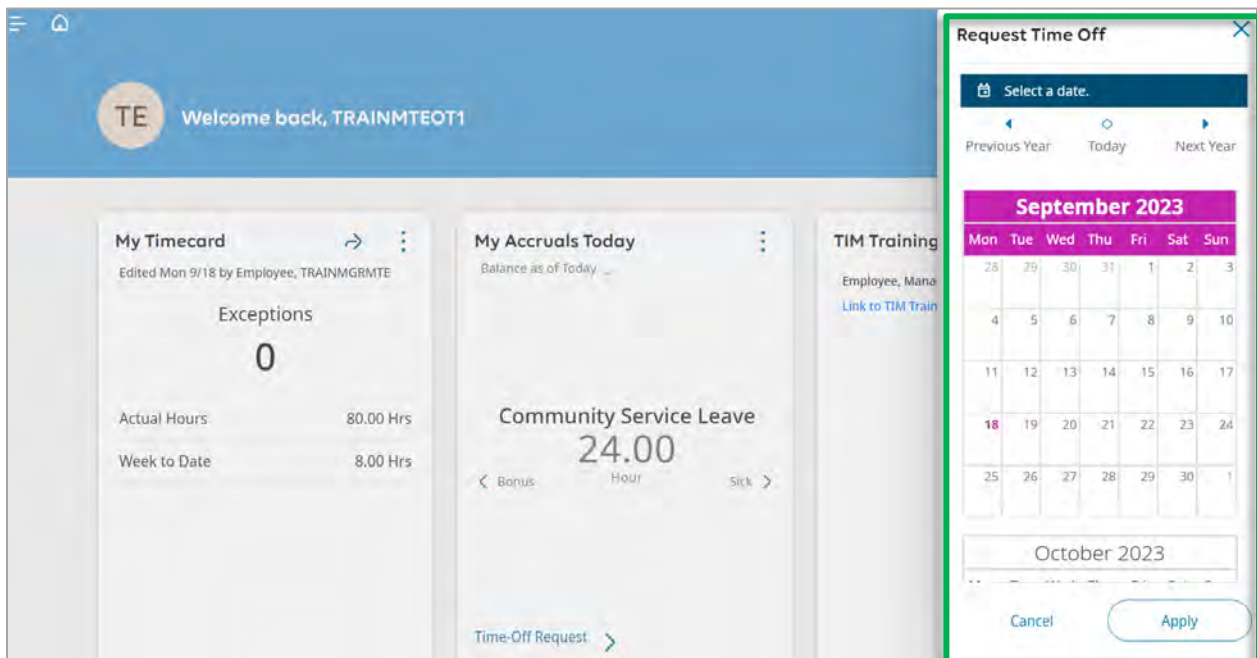 TE
Welcome back, TRAINMTEOT1
My Timecard
Edited Mon 9/18 by Employee, TRAINMGRMTE
Exceptions
0
Actual Hours 80.00 Hrs
Week to Date 8.00 Hrs
My Accruals Today
Balance as of Today
Community Service Leave
24.00
Hour
Bonus
Sick
Time-Off Request
TIM Training
Employee, Mana
Link to TIM Train
Request Time Off
Select a date.
Previous Year Today Next Year
September 2023
Mon Tue Wed Thu Fri Sat Sun
28 29 30 31 1 2 3
4 5 6 7 8 9 10
11 12 13 14 15 16 17
18 19 20 21 22 23 24
25 26 27 28 29 30 1
October 2023
Cancel Apply